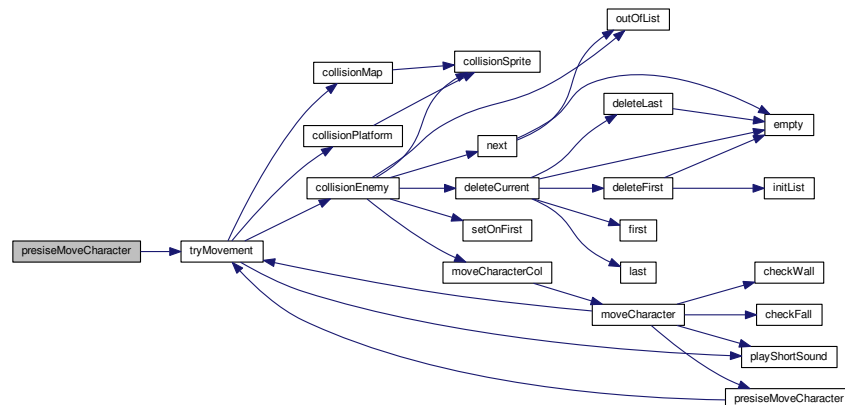 outOfList
collisionSprite
collisionMap
deleteLast
empty
collisionPlatform
next
collisionEnemy
deleteCurrent
deleteFirst
initList
setOnFirst
first
presiseMoveCharacter
tryMovement
moveCharacterCol
last
checkWall
moveCharacter
checkFall
playShortSound
presiseMoveCharacter